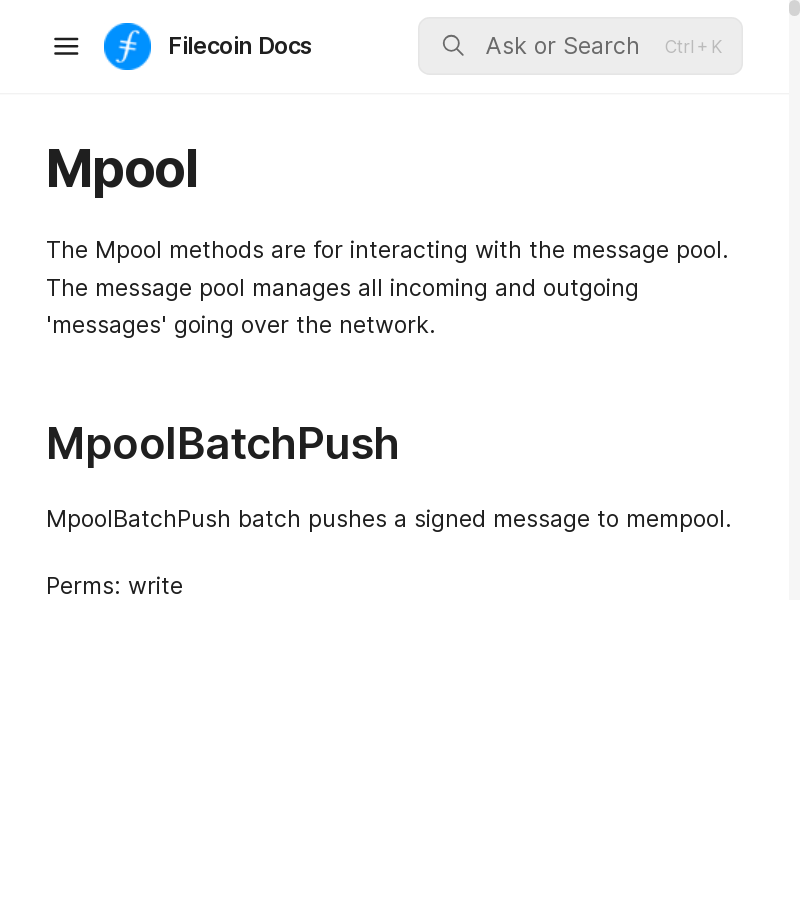 Filecoin Docs
Ask or Search
Ctrl + K
Mpool
The Mpool methods are for interacting with the message pool.
The message pool manages all incoming and outgoing
'messages' going over the network.
MpoolBatchPush
MpoolBatchPush batch pushes a signed message to mempool.
Perms: write